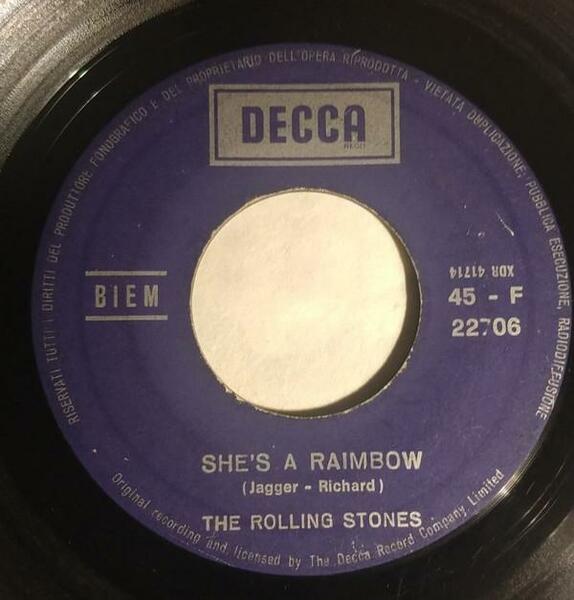 RISERVATI TUTTI I DIRITTI DEL PRODUTTORE FONOGRAFICO E DEL PROPRIETARIO DELL'OPERA RIPRODOTTA - VIETATA DUPLICAZIONE, PUBBLICA ESECUZIONE, RADIODIFFUSIONE
DECCA
REGD
BIEM
XDR 41714
45 - F
22706
SHE'S A RAIMBOW
(Jagger - Richard)
THE ROLLING STONES
Original recording and licensed by The Decca Record Company Limited